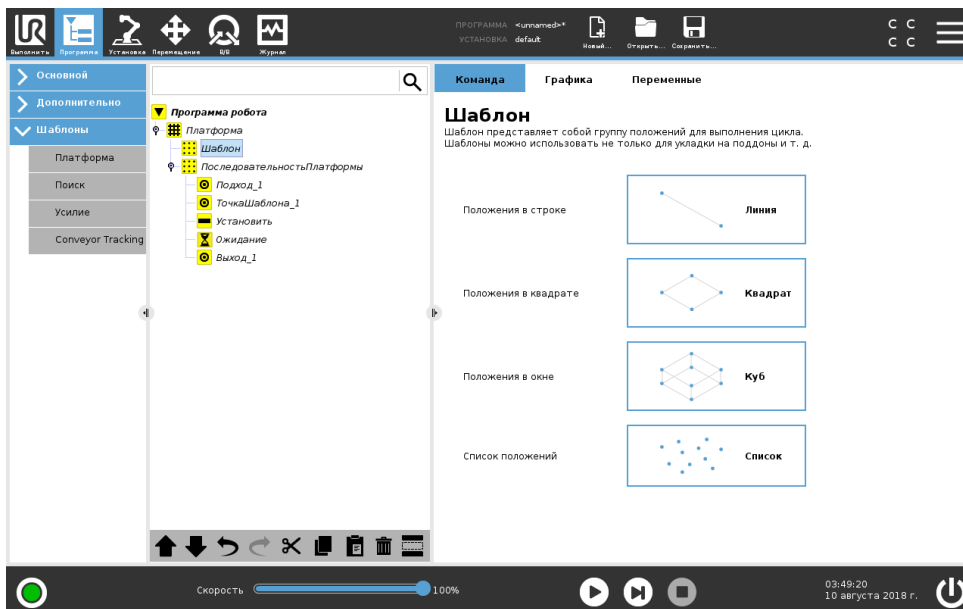 UR
Выполнить
Программа
Установка
Перемещение
В/В
Журнал
ПРОГРАММА <unnamed>*
УСТАНОВКА default
Новый...
Открыть...
Сохранить...
C C
C C
Основной
Дополнительно
Шаблоны
Платформа
Поиск
Усилие
Conveyor Tracking
Программа робота
Платформа
Шаблон
ПоследовательностьПлатформы
Подход_1
ТочкаШаблона_1
Установить
Ожидание
Выход_1
Команда
Графика
Переменные
Шаблон
Шаблон представляет собой группу положений для выполнения цикла.
Шаблоны можно использовать не только для укладки на поддоны и т. д.
Положения в строке
Линия
Положения в квадрате
Квадрат
Положения в окне
Куб
Список положений
Список
Скорость
100%
03:49:20
10 августа 2018 г.